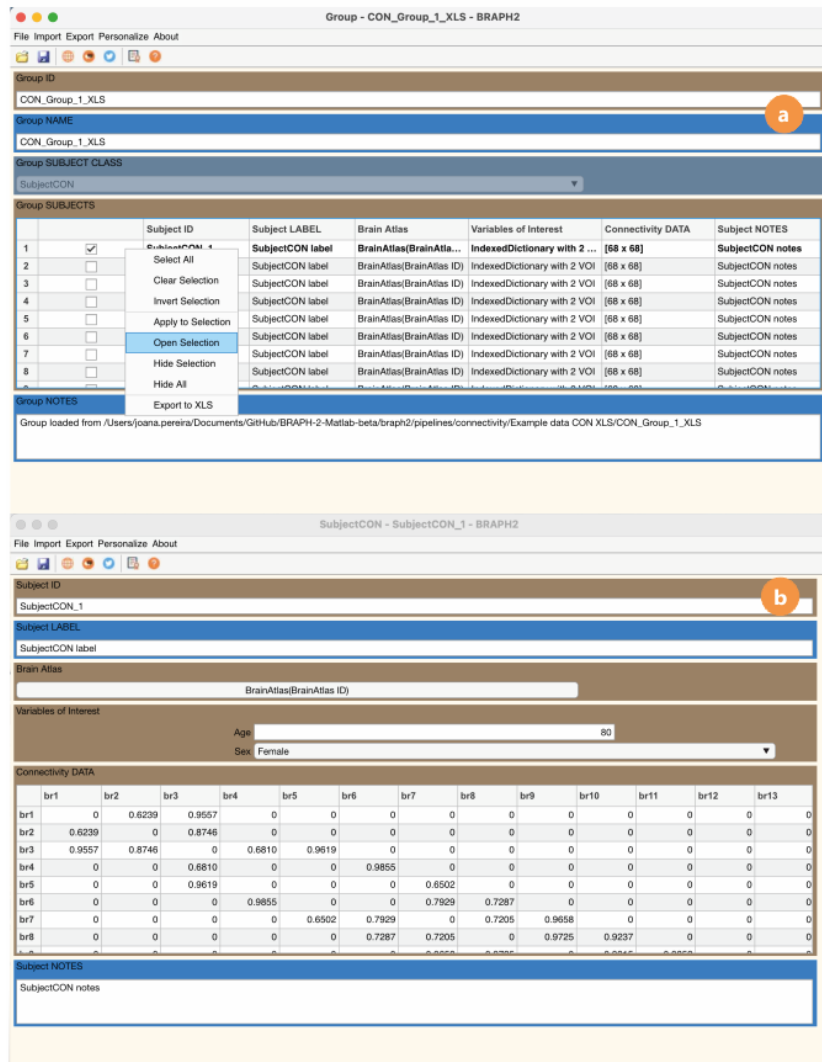 Group - CON_Group_1_XLS - BRAPH2
File Import Export Personalize About
Group ID
CON_Group_1_XLS
a
Group NAME
CON_Group_1_XLS
Group SUBJECT CLASS
SubjectCON
Group SUBJECTS
Subject ID Subject LABEL Brain Atlas Variables of Interest Connectivity DATA Subject NOTES
1 SubjectCON_1 SubjectCON label BrainAtlas(BrainAtla... IndexedDictionary with 2 ... [68 x 68] SubjectCON notes
2 SubjectCON label BrainAtlas(BrainAtlas ID) IndexedDictionary with 2 VOI [68 x 68] SubjectCON notes
3 SubjectCON label BrainAtlas(BrainAtlas ID) IndexedDictionary with 2 VOI [68 x 68] SubjectCON notes
4 SubjectCON label BrainAtlas(BrainAtlas ID) IndexedDictionary with 2 VOI [68 x 68] SubjectCON notes
5 SubjectCON label BrainAtlas(BrainAtlas ID) IndexedDictionary with 2 VOI [68 x 68] SubjectCON notes
6 SubjectCON label BrainAtlas(BrainAtlas ID) IndexedDictionary with 2 VOI [68 x 68] SubjectCON notes
7 SubjectCON label BrainAtlas(BrainAtlas ID) IndexedDictionary with 2 VOI [68 x 68] SubjectCON notes
8 SubjectCON label BrainAtlas(BrainAtlas ID) IndexedDictionary with 2 VOI [68 x 68] SubjectCON notes
Select All
Clear Selection
Invert Selection
Apply to Selection
Open Selection
Hide Selection
Hide All
Export to XLS
Group NOTES
Group loaded from /Users/joana.pereira/Documents/GitHub/BRAPH-2-Matlab-beta/braph2/pipelines/connectivity/Example data CON XLS/CON_Group_1_XLS
SubjectCON - SubjectCON_1 - BRAPH2
File Import Export Personalize About
Subject ID
SubjectCON_1
b
Subject LABEL
SubjectCON label
Brain Atlas
BrainAtlas(BrainAtlas ID)
Variables of Interest
Age 80
Sex Female
Connectivity DATA
br1 br2 br3 br4 br5 br6 br7 br8 br9 br10 br11 br12 br13
br1 0 0.6239 0.9557 0 0 0 0 0 0 0 0 0 0
br2 0.6239 0 0.8746 0 0 0 0 0 0 0 0 0 0
br3 0.9557 0.8746 0 0.6810 0.9619 0 0 0 0 0 0 0 0
br4 0 0 0.6810 0 0 0.9855 0 0 0 0 0 0 0
br5 0 0 0.9619 0 0 0 0.6502 0 0 0 0 0 0
br6 0 0 0 0.9855 0 0 0.7929 0.7287 0 0 0 0 0
br7 0 0 0 0 0.6502 0.7929 0 0.7205 0.9658 0 0 0 0
br8 0 0 0 0 0 0.7287 0.7205 0 0.9725 0.9237 0 0 0
Subject NOTES
SubjectCON notes